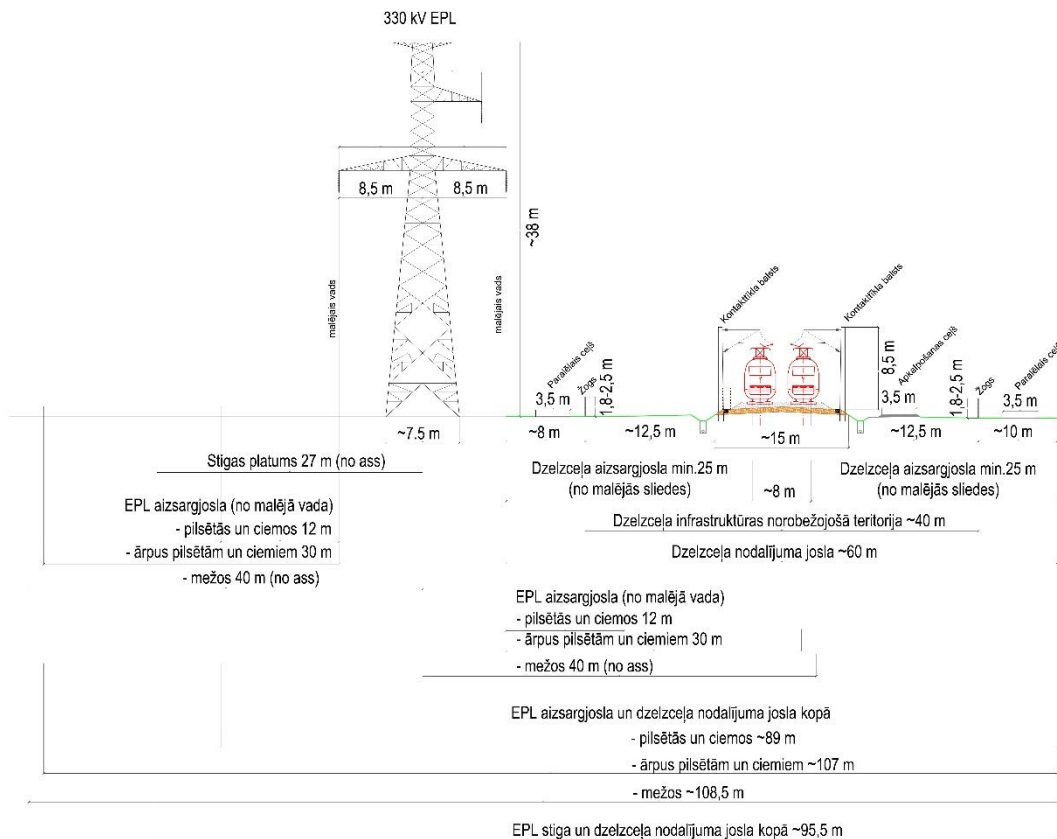 330 kV EPL
8,5 m 8,5 m
~38 m
malējais vads
malējais vads
Kontakttīkla balsts
Kontakttīkla balsts
8,5 m
Paralēlais ceļš
3,5 m
Žogs
1,8-2,5 m
Apkalpošanas ceļš
3,5 m
1,8-2,5 m
Žogs
Paralēlais ceļš
3,5 m
~7.5 m
~8 m
~12,5 m
~15 m
~12,5 m
~10 m
Stigas platums 27 m (no ass)
EPL aizsargjosla (no malējā vada)
- pilsētās un ciemos 12 m
- ārpus pilsētām un ciemiem 30 m
- mežos 40 m (no ass)
Dzelzceļa aizsargjosla min.25 m
(no malējās sliedes)
~8 m
Dzelzceļa aizsargjosla min.25 m
(no malējās sliedes)
Dzelzceļa infrastruktūras norobežojošā teritorija ~40 m
Dzelzceļa nodalījuma josla ~60 m
EPL aizsargjosla (no malējā vada)
- pilsētās un ciemos 12 m
- ārpus pilsētām un ciemiem 30 m
- mežos 40 m (no ass)
EPL aizsargjosla un dzelzceļa nodalījuma josla kopā
- pilsētās un ciemos ~89 m
- ārpus pilsētām un ciemiem ~107 m
- mežos ~108,5 m
EPL stiga un dzelzceļa nodalījuma josla kopā ~95,5 m